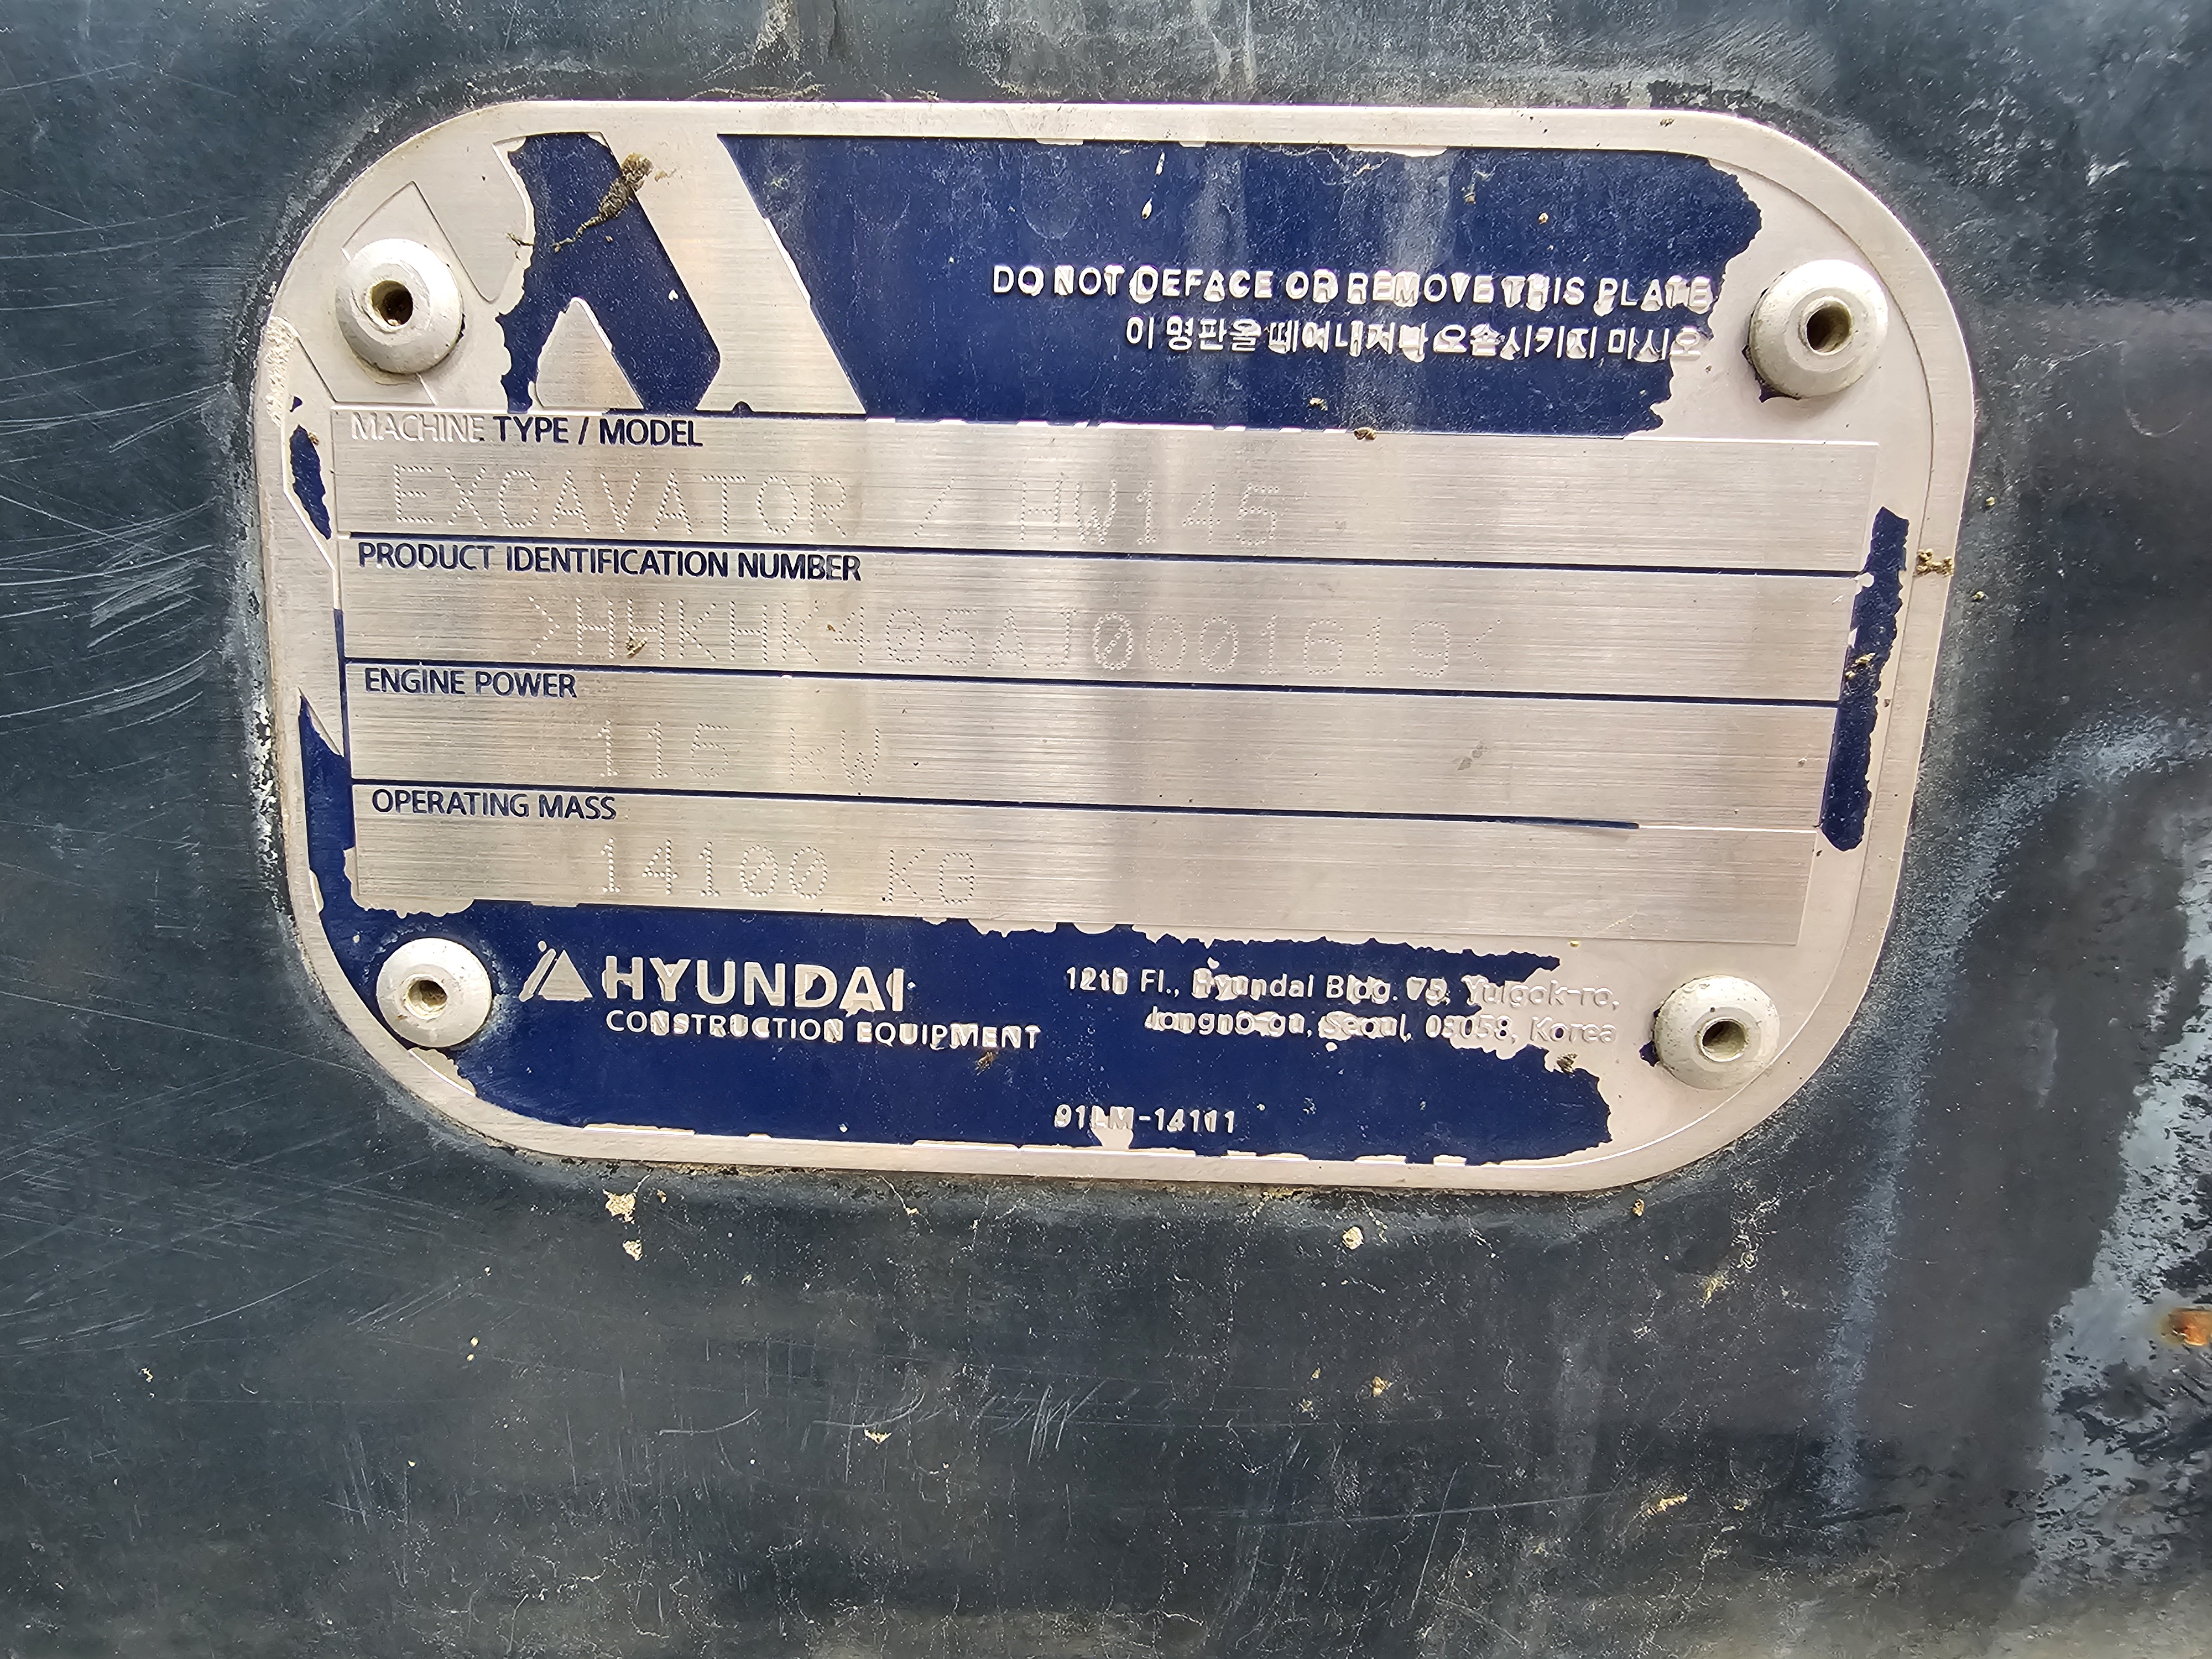 DO NOT DEFACE OR REMOVE THIS PLATE
이 명판을 떼어내거나 오손시키지 마시오
MACHINE TYPE / MODEL
EXCAVATOR / HW145
PRODUCT IDENTIFICATION NUMBER
>HHKHK405AJ0001619<
ENGINE POWER
115 kW
OPERATING MASS
14100 KG
HYUNDAI
CONSTRUCTION EQUIPMENT
12th Fl., Hyundai Bldg. 75, Yulgok-ro,
Jongno-gu, Seoul, 03058, Korea
91LM-14111